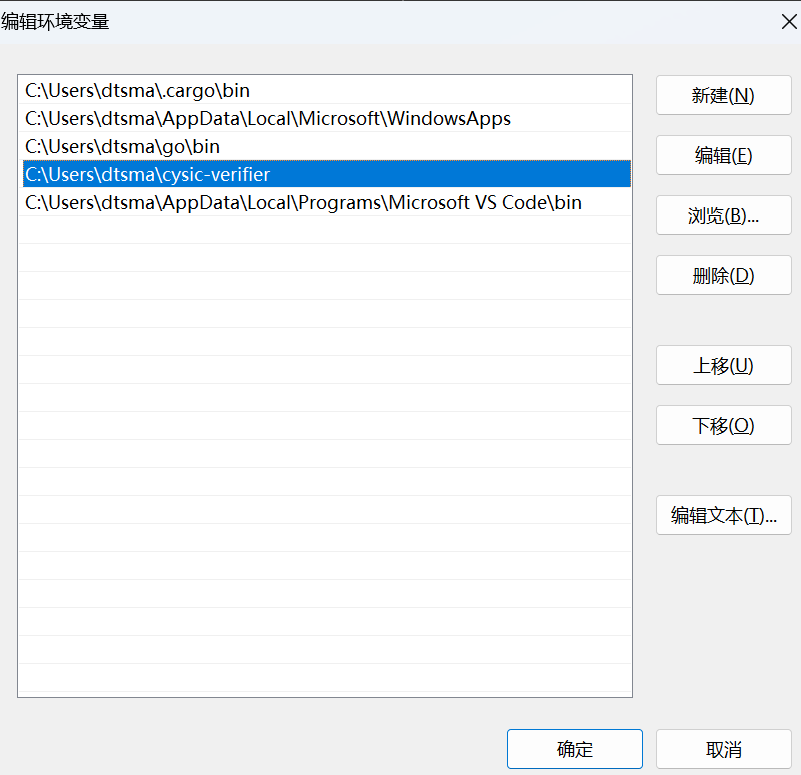 编辑环境变量
C:\Users\dtsma\.cargo\bin
C:\Users\dtsma\AppData\Local\Microsoft\WindowsApps
C:\Users\dtsma\go\bin
C:\Users\dtsma\cysic-verifier
C:\Users\dtsma\AppData\Local\Programs\Microsoft VS Code\bin
新建(N)
编辑(E)
浏览(B)...
删除(D)
上移(U)
下移(O)
编辑文本(T)...
确定
取消